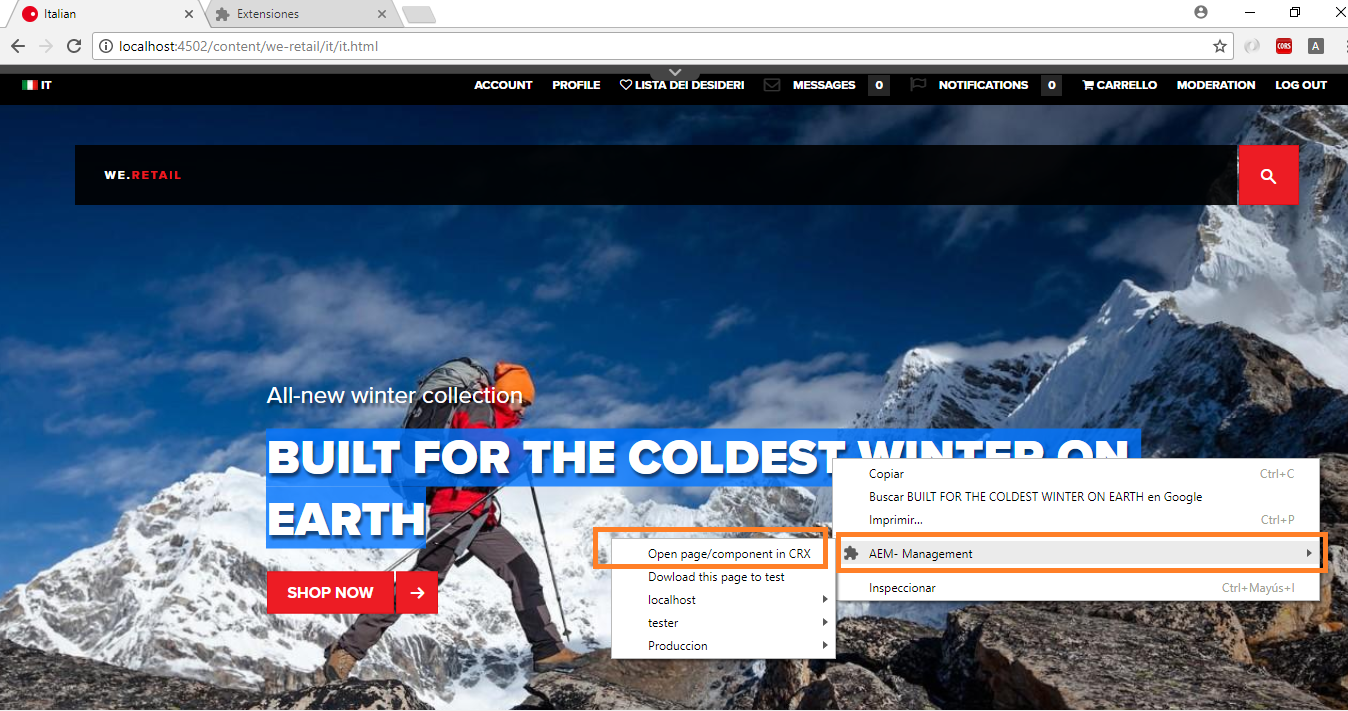 Italian
Extensiones
localhost:4502/content/we-retail/it/it.html
CORS
A
IT
ACCOUNT PROFILE LISTA DEI DESIDERI MESSAGES 0 NOTIFICATIONS 0 CARRELLO MODERATION LOG OUT
WE.RETAIL
All-new winter collection
BUILT FOR THE COLDEST WINTER ON
EARTH
SHOP NOW
Copiar Ctrl+C
Buscar BUILT FOR THE COLDEST WINTER ON EARTH en Google
Imprimir... Ctrl+P
AEM- Management
Inspeccionar Ctrl+Mayús+I
Open page/component in CRX
Dowload this page to test
localhost
tester
Produccion